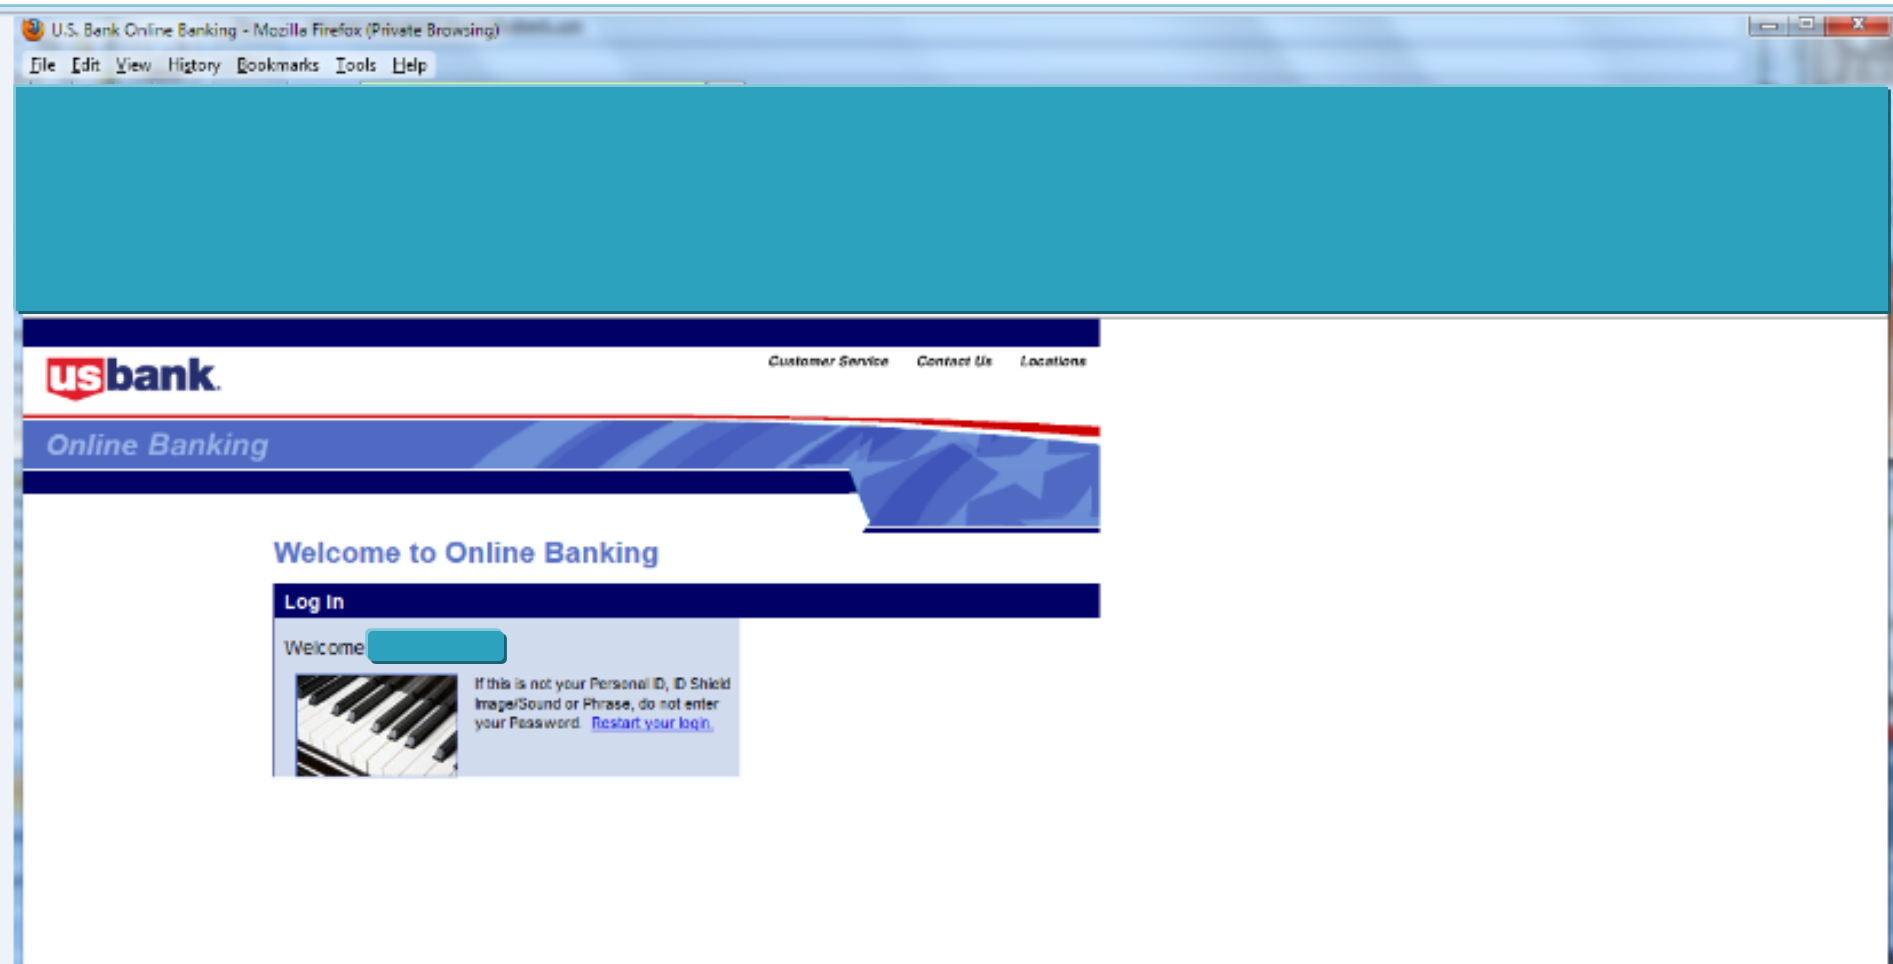 U.S. Bank Online Banking - Mozilla Firefox (Private Browsing)
File Edit View History Bookmarks Tools Help
usbank.
Customer Service Contact Us Locations
Online Banking
Welcome to Online Banking
Log In
Welcome
If this is not your Personal ID, ID Shield
Image/Sound or Phrase, do not enter
your Password. Restart your login.